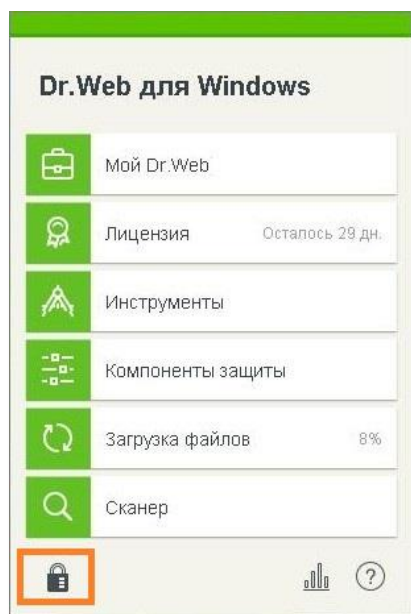 Dr.Web для Windows
Мой Dr.Web
Лицензия Осталось 29 дн.
Инструменты
Компоненты защиты
Загрузка файлов 8%
Сканер
?